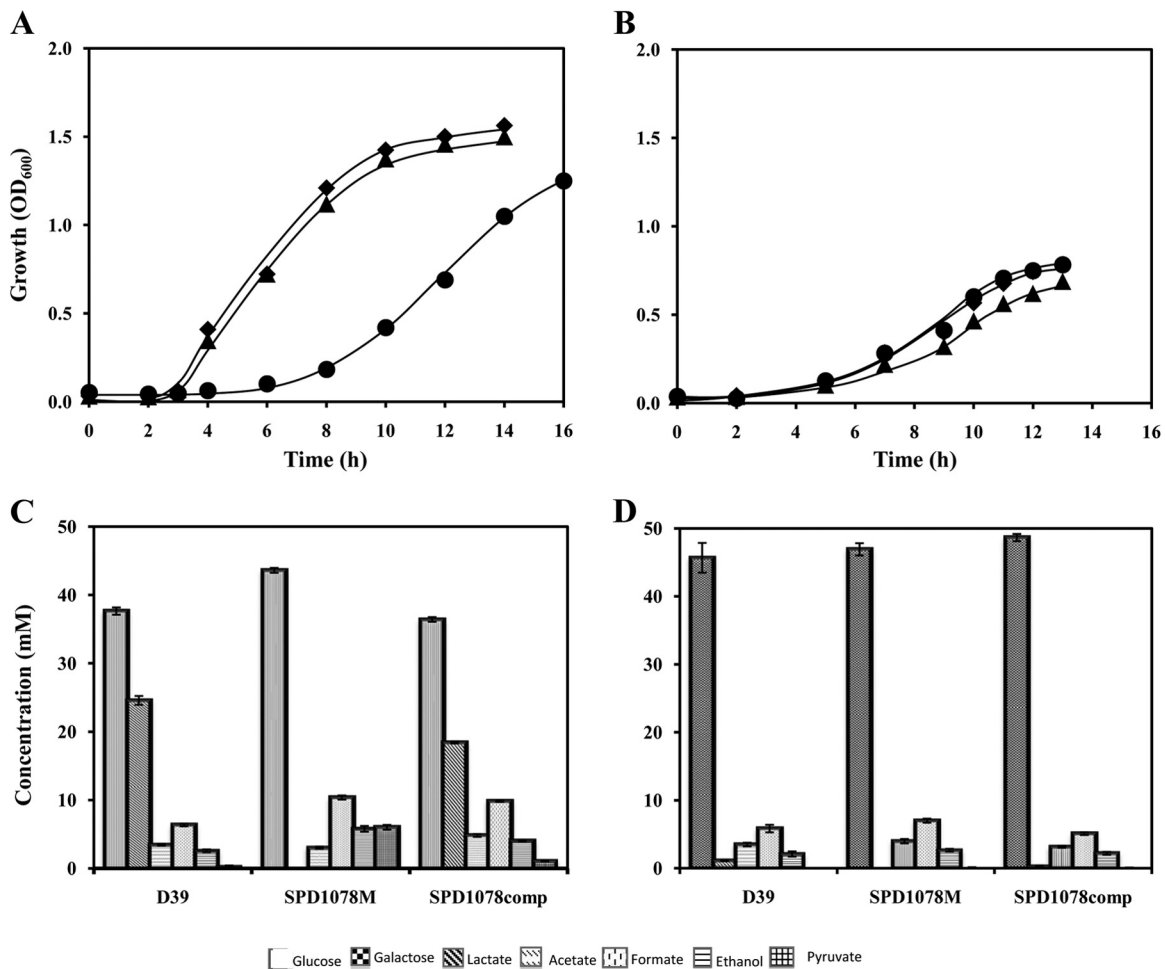 A
B
2.0
1.5
1.0
0.5
0.0
Growth (OD600)
0 2 4 6 8 10 12 14 16
Time (h)
2.0
1.5
1.0
0.5
0.0
0 2 4 6 8 10 12 14 16
Time (h)
C
D
50
40
30
20
10
0
Concentration (mM)
D39 SPD1078M SPD1078comp
50
40
30
20
10
0
D39 SPD1078M SPD1078comp
Glucose Galactose Lactate Acetate Formate Ethanol Pyruvate